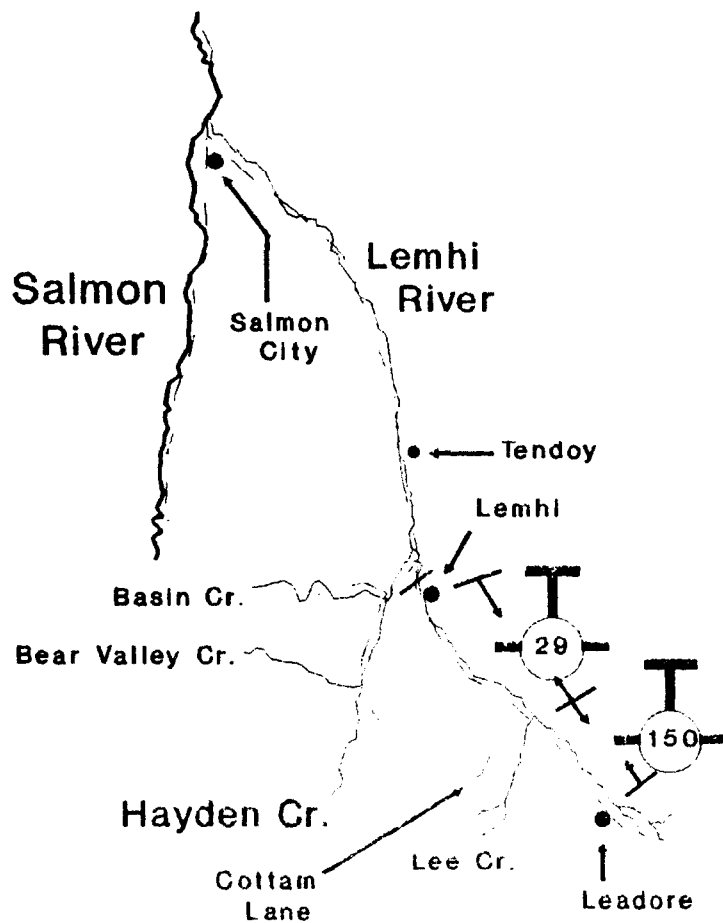 Lemhi
River
Salmon
River
Salmon
City
Tendoy
Lemhi
Basin Cr.
Bear Valley Cr.
29
150
Hayden Cr.
Lee Cr.
Cottam
Lane
Leadore